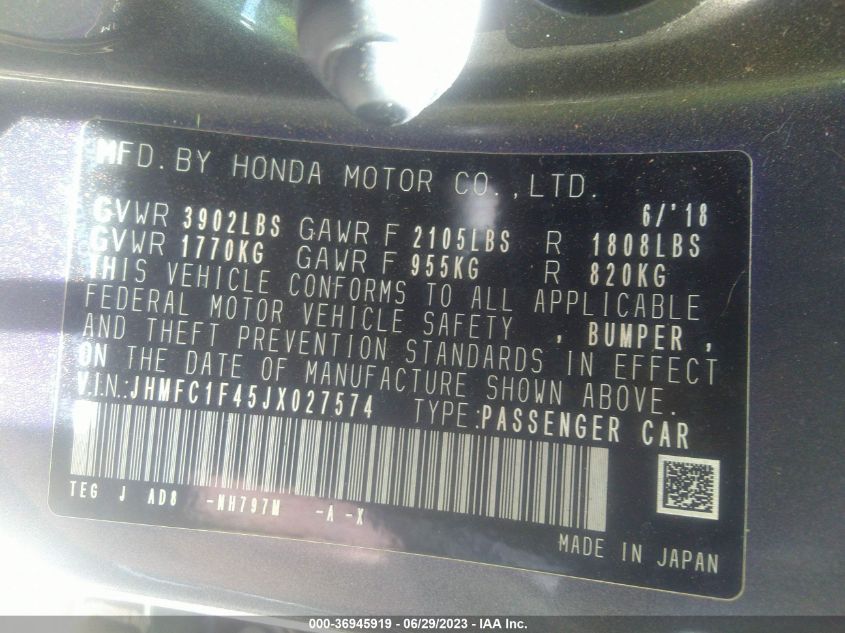 MFD. BY HONDA MOTOR CO., LTD.
6/'18
GVWR 3902LBS GAWR F 2105LBS R 1808LBS
GVWR 1770KG GAWR F 955KG R 820KG
THIS VEHICLE CONFORMS TO ALL APPLICABLE
FEDERAL MOTOR VEHICLE SAFETY , BUMPER ,
AND THEFT PREVENTION STANDARDS IN EFFECT
ON THE DATE OF MANUFACTURE SHOWN ABOVE.
V.I.N.: JHMFC1F45JX027574 TYPE: PASSENGER CAR
TEG J AD8 -NH797M -A -X
MADE IN JAPAN
000-36945919 - 06/29/2023 - IAA Inc.